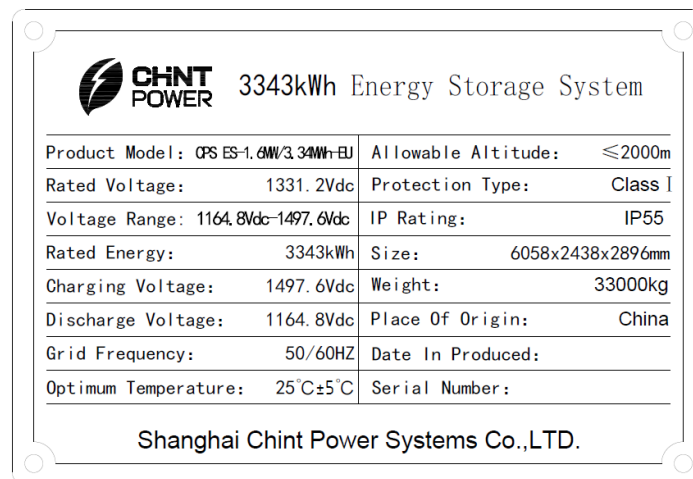 CHiNT
POWER
3343kWh Energy Storage System
Product Model: CPS ES-1.6MW/3.34MWh-EU
Allowable Altitude: ≤2000m
Rated Voltage: 1331.2Vdc
Protection Type: Class I
Voltage Range: 1164.8Vdc-1497.6Vdc
IP Rating: IP55
Rated Energy: 3343kWh
Size: 6058x2438x2896mm
Charging Voltage: 1497.6Vdc
Weight: 33000kg
Discharge Voltage: 1164.8Vdc
Place Of Origin: China
Grid Frequency: 50/60HZ
Date In Produced:
Optimum Temperature: 25℃±5℃
Serial Number:
Shanghai Chint Power Systems Co.,LTD.